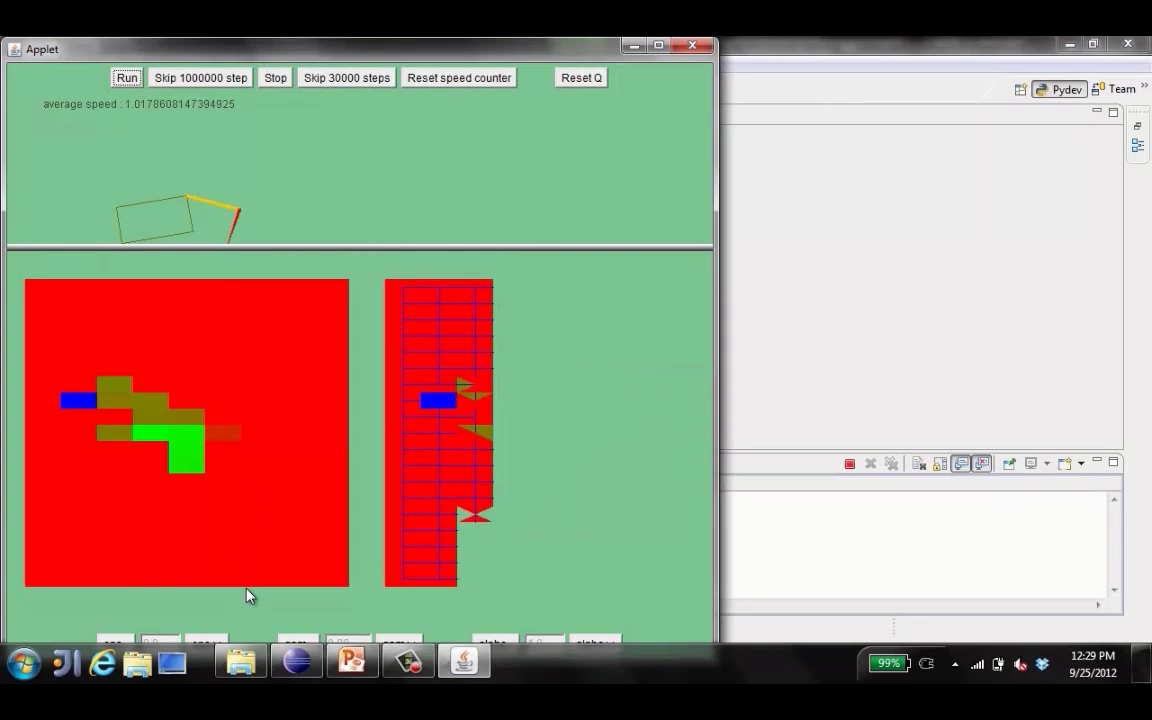 Applet
Run Skip 1000000 step Stop Skip 30000 steps Reset speed counter Reset Q
average speed : 1.0178608147394925
Pydev Team
99%
12:29 PM
9/25/2012